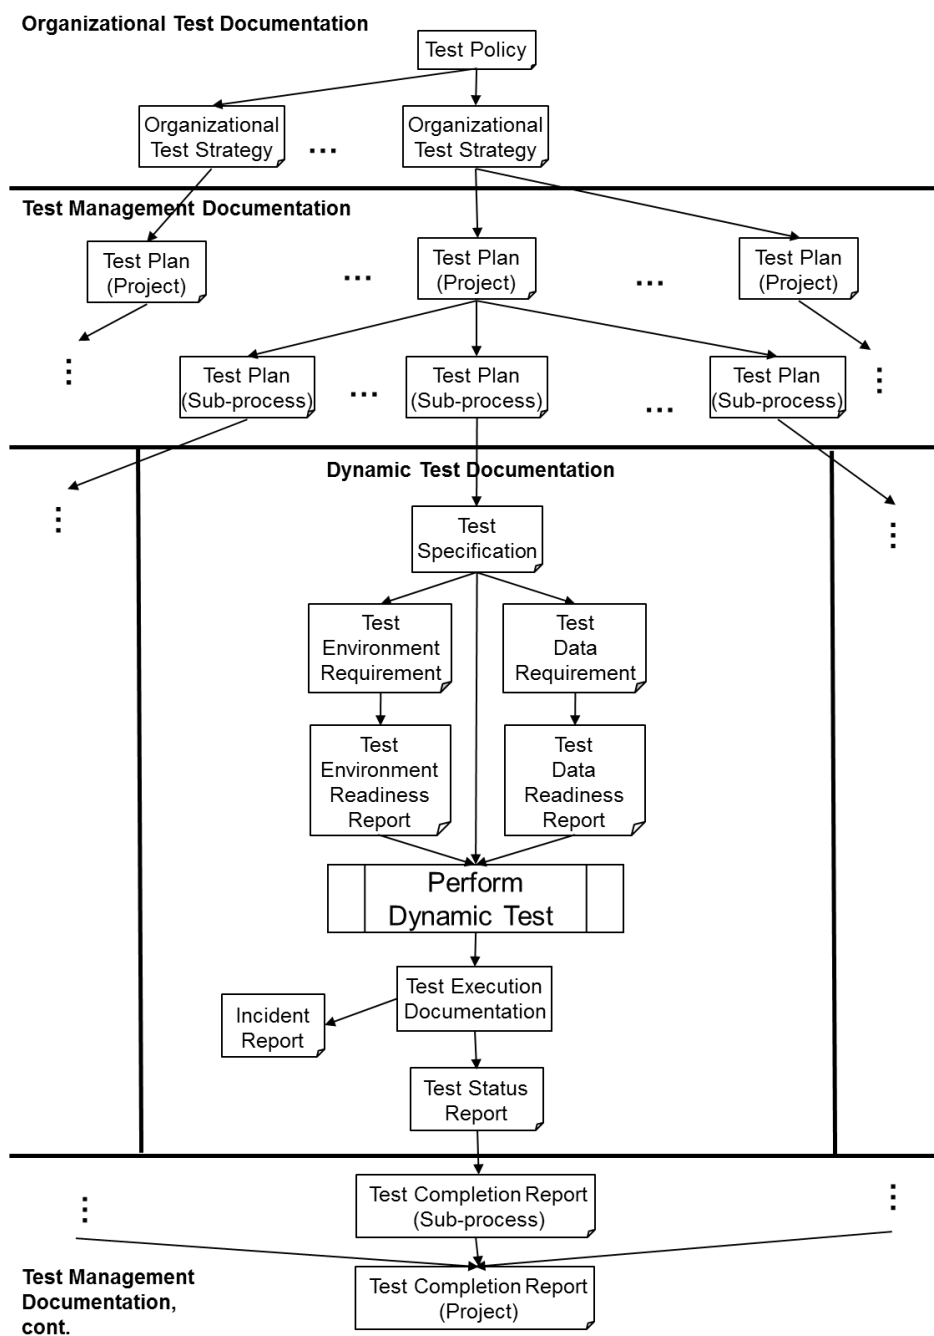 Organizational Test Documentation
Test Policy
Organizational
Test Strategy
...
Organizational
Test Strategy
Test Management Documentation
Test Plan
(Project)
...
Test Plan
(Project)
...
Test Plan
(Project)
...
Test Plan
(Sub-process)
...
Test Plan
(Sub-process)
...
Test Plan
(Sub-process)
...
Dynamic Test Documentation
...
Test
Specification
...
Test
Environment
Requirement
Test
Data
Requirement
Test
Environment
Readiness
Report
Test
Data
Readiness
Report
Perform
Dynamic Test
Test Execution
Documentation
Incident
Report
Test Status
Report
...
Test Completion Report
(Sub-process)
...
Test Management
Documentation,
cont.
Test Completion Report
(Project)